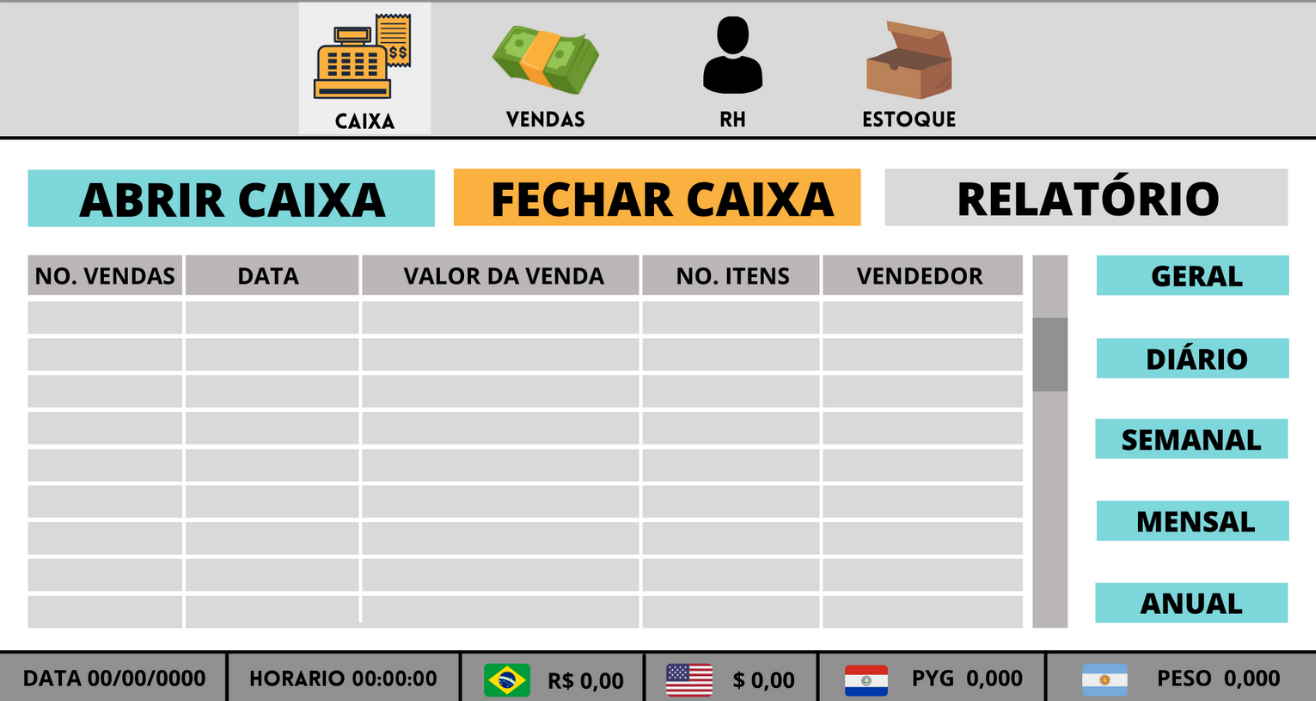 $$
CAIXA
VENDAS
RH
ESTOQUE
ABRIR CAIXA
FECHAR CAIXA
RELATÓRIO
NO. VENDAS
DATA
VALOR DA VENDA
NO. ITENS
VENDEDOR
GERAL
DIÁRIO
SEMANAL
MENSAL
ANUAL
DATA 00/00/0000
HORARIO 00:00:00
R$ 0,00
$ 0,00
PYG 0,000
PESO 0,000